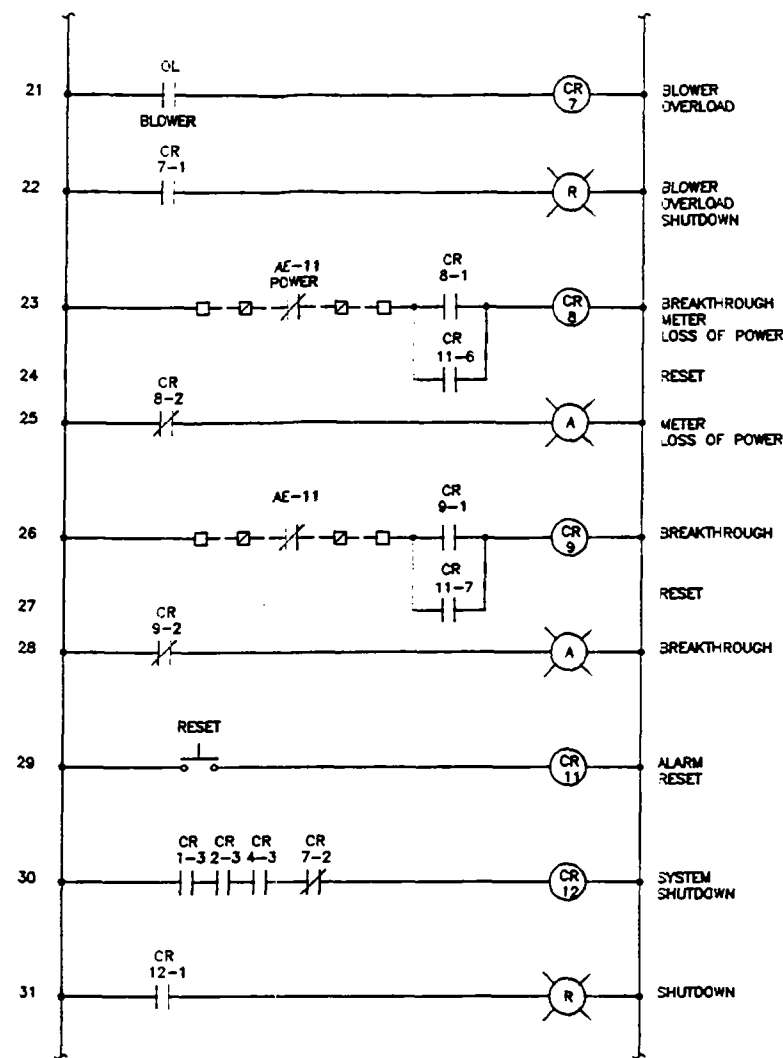 OL
21
CR
7
BLOWER
OVERLOAD
BLOWER
CR
7-1
22
R
BLOWER
OVERLOAD
SHUTDOWN
AE-11
POWER
CR
8-1
23
CR
8
BREAKTHROUGH
METER
LOSS OF POWER
CR
11-6
24
RESET
CR
8-2
25
A
METER
LOSS OF POWER
AE-11
CR
9-1
26
CR
9
BREAKTHROUGH
CR
11-7
27
RESET
CR
9-2
28
A
BREAKTHROUGH
RESET
29
CR
11
ALARM
RESET
CR CR CR CR
1-3 2-3 4-3 7-2
30
CR
12
SYSTEM
SHUTDOWN
CR
12-1
31
R
SHUTDOWN